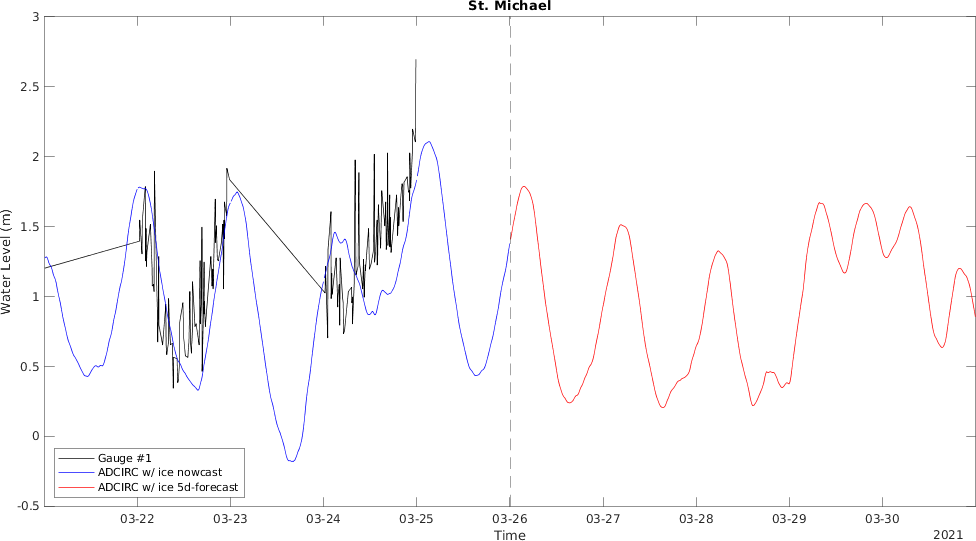 St. Michael
3
2.5
2
1.5
1
0.5
0
-0.5
Water Level (m)
Gauge #1
ADCIRC w/ ice nowcast
ADCIRC w/ ice 5d-forecast
03-22 03-23 03-24 03-25 03-26 03-27 03-28 03-29 03-30
Time
2021